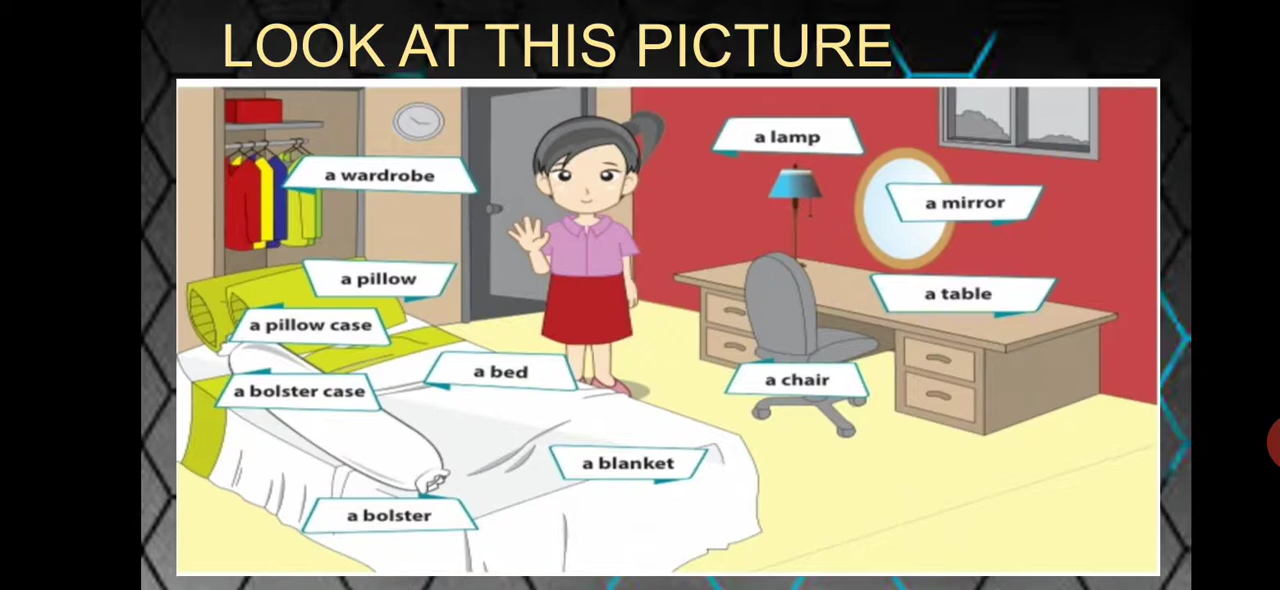 LOOK AT THIS PICTURE
a lamp
a wardrobe
a mirror
a pillow
a table
a pillow case
a bed
a chair
a bolster case
a blanket
a bolster